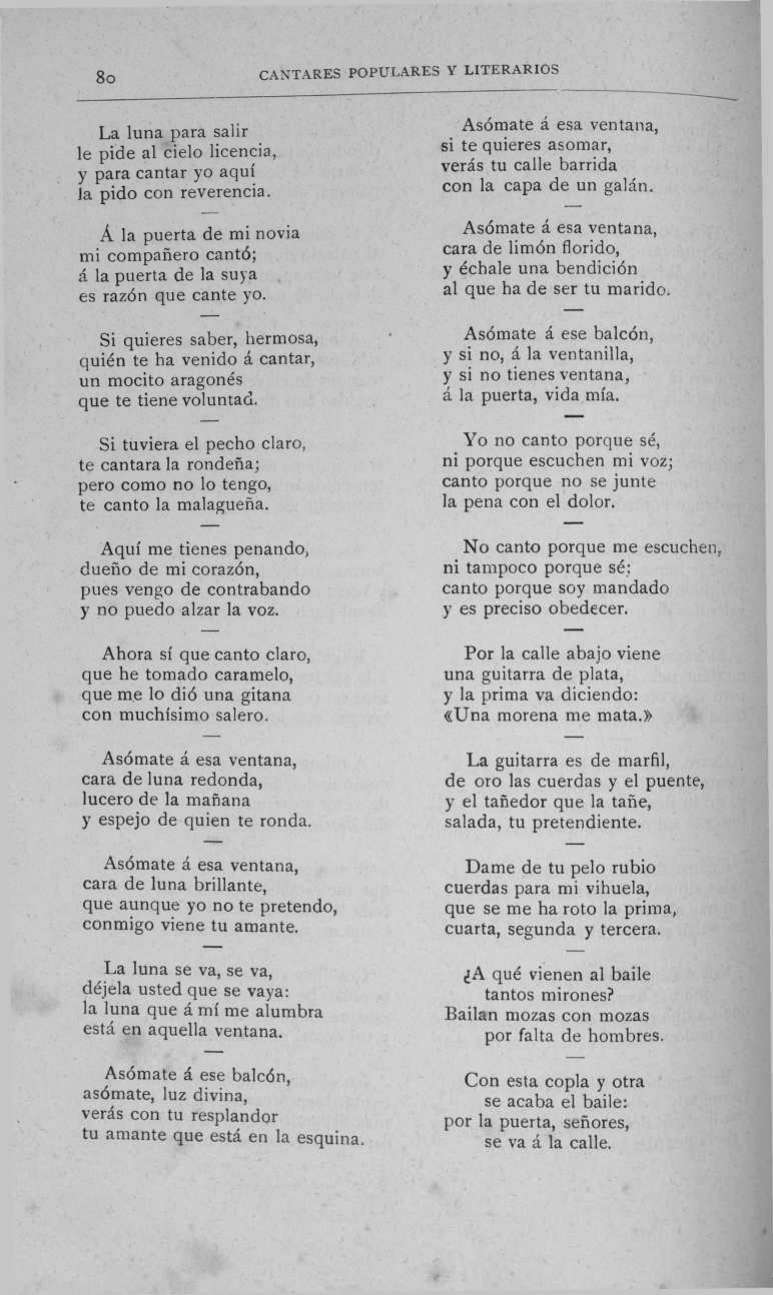 80
CANTARES POPULARES Y LITERARIOS
La luna para salir
le pide al cielo licencia,
y para cantar yo aquí
la pido con reverencia.
Á la puerta de mi novia
mi compañero cantó;
á la puerta de la suya
es razón que cante yo.
Si quieres saber, hermosa,
quién te ha venido á cantar,
un mocito aragonés
que te tiene voluntad.
Si tuviera el pecho claro,
te cantara la rondeña;
pero como no lo tengo,
te canto la malagueña.
Aquí me tienes penando,
dueño de mi corazón,
pues vengo de contrabando
y no puedo alzar la voz.
Ahora sí que canto claro,
que he tomado caramelo,
que me lo dió una gitana
con muchísimo salero.
Asómate á esa ventana,
cara de luna redonda,
lucero de la mañana
y espejo de quien te ronda.
Asómate á esa ventana,
cara de luna brillante,
que aunque yo no te pretendo,
conmigo viene tu amante.
La luna se va, se va,
déjela usted que se vaya:
la luna que á mí me alumbra
está en aquella ventana.
Asómate á ese balcón,
asómate, luz divina,
verás con tu resplandor
tu amante que está en la esquina.
Asómate á esa ventana,
si te quieres asomar,
verás tu calle barrida
con la capa de un galán.
Asómate á esa ventana,
cara de limón florido,
y échale una bendición
al que ha de ser tu marido.
Asómate á ese balcón,
y si no, á la ventanilla,
y si no tienes ventana,
á la puerta, vida mía.
Yo no canto porque sé,
ni porque escuchen mi voz;
canto porque no se junte
la pena con el dolor.
No canto porque me escuchen,
ni tampoco porque sé;
canto porque soy mandado
y es preciso obedecer.
Por la calle abajo viene
una guitarra de plata,
y la prima va diciendo:
«Una morena me mata.»
La guitarra es de marfil,
de oro las cuerdas y el puente,
y el tañedor que la tañe,
salada, tu pretendiente.
Dame de tu pelo rubio
cuerdas para mi vihuela,
que se me ha roto la prima,
cuarta, segunda y tercera.
¿A qué vienen al baile
tantos mirones?
Bailan mozas con mozas
por falta de hombres.
Con esta copla y otra
se acaba el baile:
por la puerta, señores,
se va á la calle.